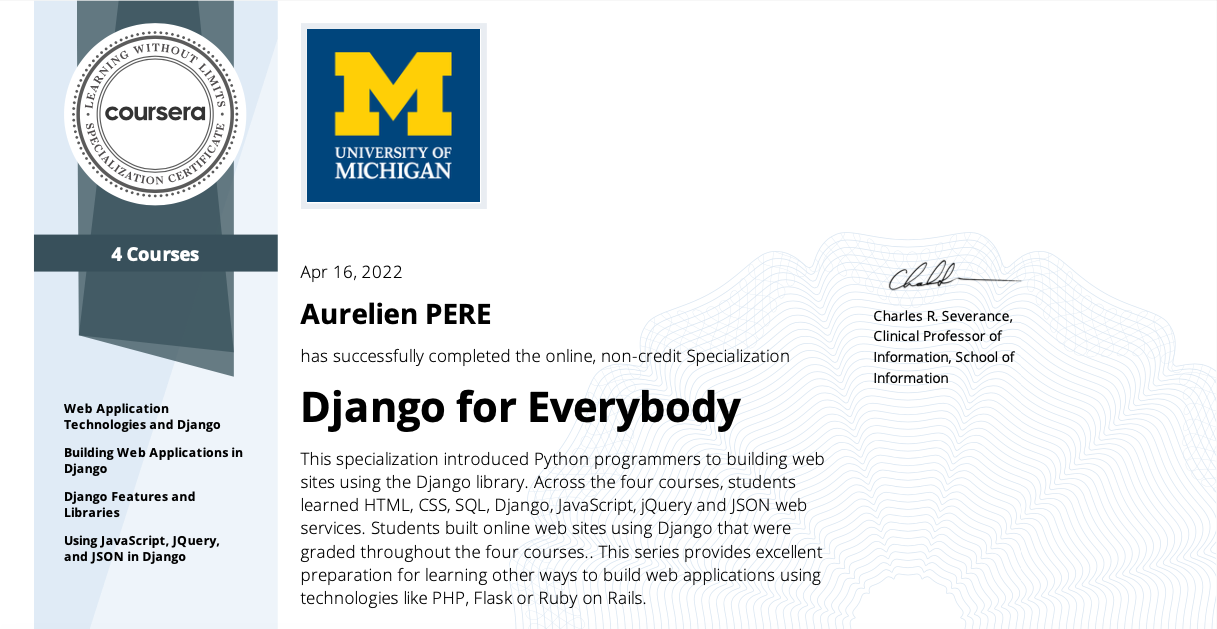 LEARNING WITHOUT LIMITS
coursera
SPECIALIZATION CERTIFICATE
UNIVERSITY OF
MICHIGAN
4 Courses
Web Application
Technologies and Django
Building Web Applications in
Django
Django Features and
Libraries
Using JavaScript, JQuery,
and JSON in Django
Apr 16, 2022
Aurelien PERE
has successfully completed the online, non-credit Specialization
Django for Everybody
This specialization introduced Python programmers to building web
sites using the Django library. Across the four courses, students
learned HTML, CSS, SQL, Django, JavaScript, jQuery and JSON web
services. Students built online web sites using Django that were
graded throughout the four courses.. This series provides excellent
preparation for learning other ways to build web applications using
technologies like PHP, Flask or Ruby on Rails.
Charles R. Severance,
Clinical Professor of
Information, School of
Information